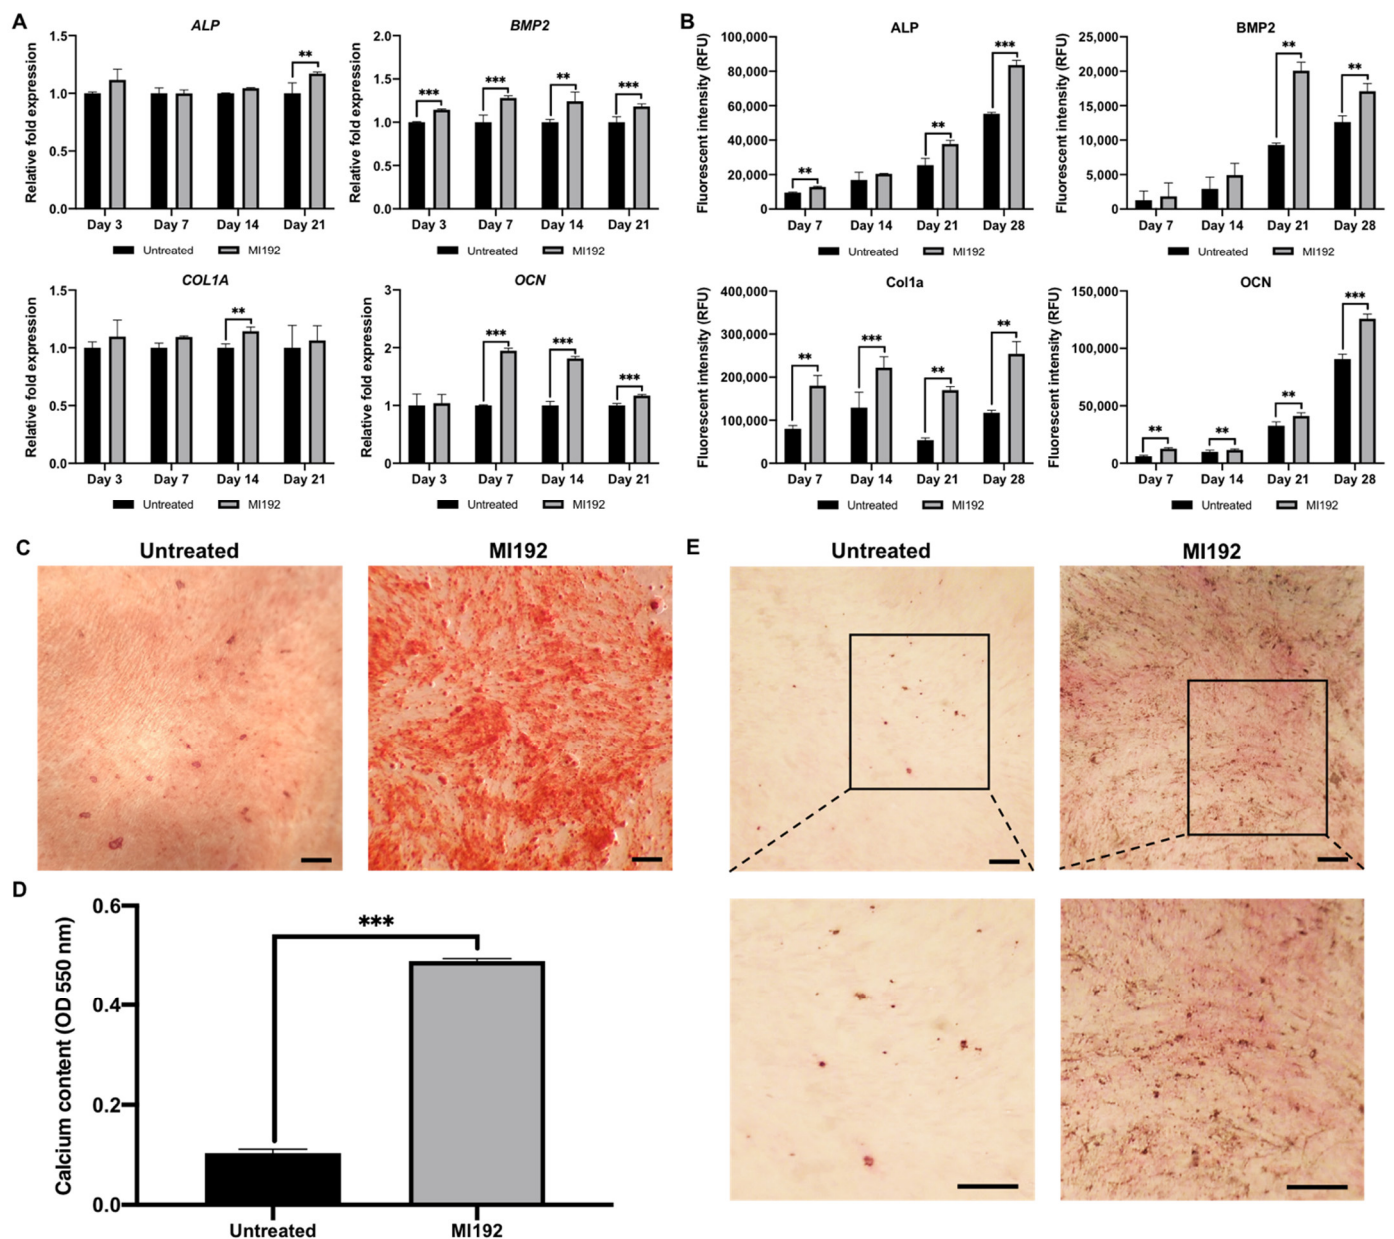 A
ALP
Relative fold expression
1.5
1.0
0.5
0.0
**
Day 3 Day 7 Day 14 Day 21
Untreated MI192
BMP2
Relative fold expression
2.0
1.5
1.0
0.5
0.0
*** *** ** ***
Day 3 Day 7 Day 14 Day 21
Untreated MI192
COL1A
Relative fold expression
1.5
1.0
0.5
0.0
**
Day 3 Day 7 Day 14 Day 21
Untreated MI192
OCN
Relative fold expression
3
2
1
0
*** *** ***
Day 3 Day 7 Day 14 Day 21
Untreated MI192
B
ALP
Fluorescent intensity (RFU)
100,000
80,000
60,000
40,000
20,000
0
** ** ***
Day 7 Day 14 Day 21 Day 28
Untreated MI192
BMP2
Fluorescent intensity (RFU)
25,000
20,000
15,000
10,000
5,000
0
** **
Day 7 Day 14 Day 21 Day 28
Untreated MI192
Col1a
Fluorescent intensity (RFU)
400,000
300,000
200,000
100,000
0
** *** ** **
Day 7 Day 14 Day 21 Day 28
Untreated MI192
OCN
Fluorescent intensity (RFU)
150,000
100,000
50,000
0
** ** ** ***
Day 7 Day 14 Day 21 Day 28
Untreated MI192
C
Untreated MI192
D
Calcium content (OD 550 nm)
0.6
0.4
0.2
0.0
***
Untreated MI192
E
Untreated MI192